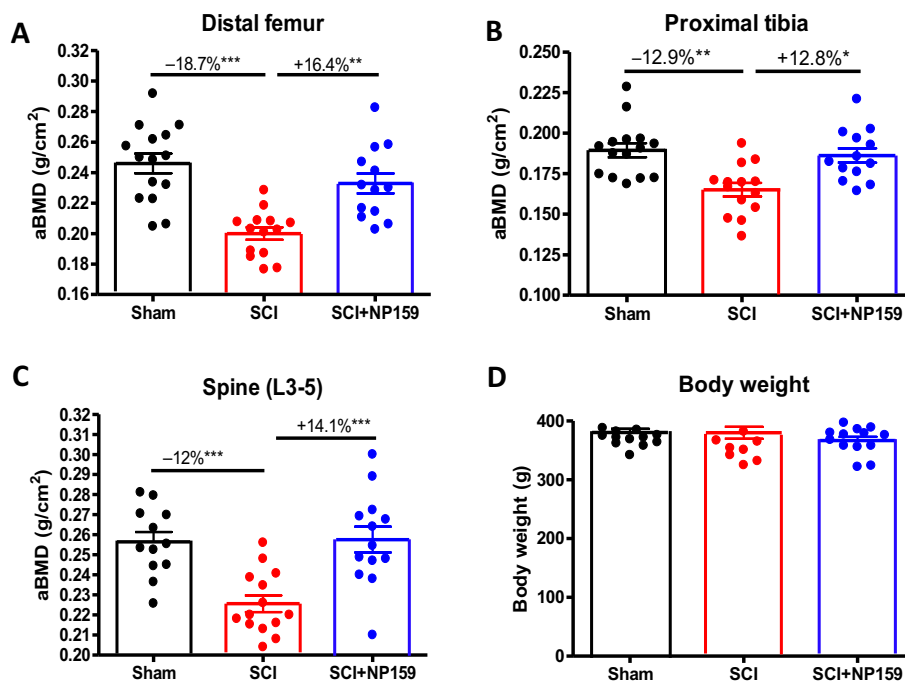 A
Distal femur
–18.7%***
+16.4%**
aBMD (g/cm²)
0.32
0.30
0.28
0.26
0.24
0.22
0.20
0.18
0.16
Sham
SCI
SCI+NP159
B
Proximal tibia
–12.9%**
+12.8%*
aBMD (g/cm²)
0.250
0.225
0.200
0.175
0.150
0.125
0.100
Sham
SCI
SCI+NP159
C
Spine (L3-5)
–12%***
+14.1%***
aBMD (g/cm²)
0.32
0.31
0.30
0.29
0.28
0.27
0.26
0.25
0.24
0.23
0.22
0.21
0.20
Sham
SCI
SCI+NP159
D
Body weight
Body weight (g)
400
300
200
100
0
Sham
SCI
SCI+NP159